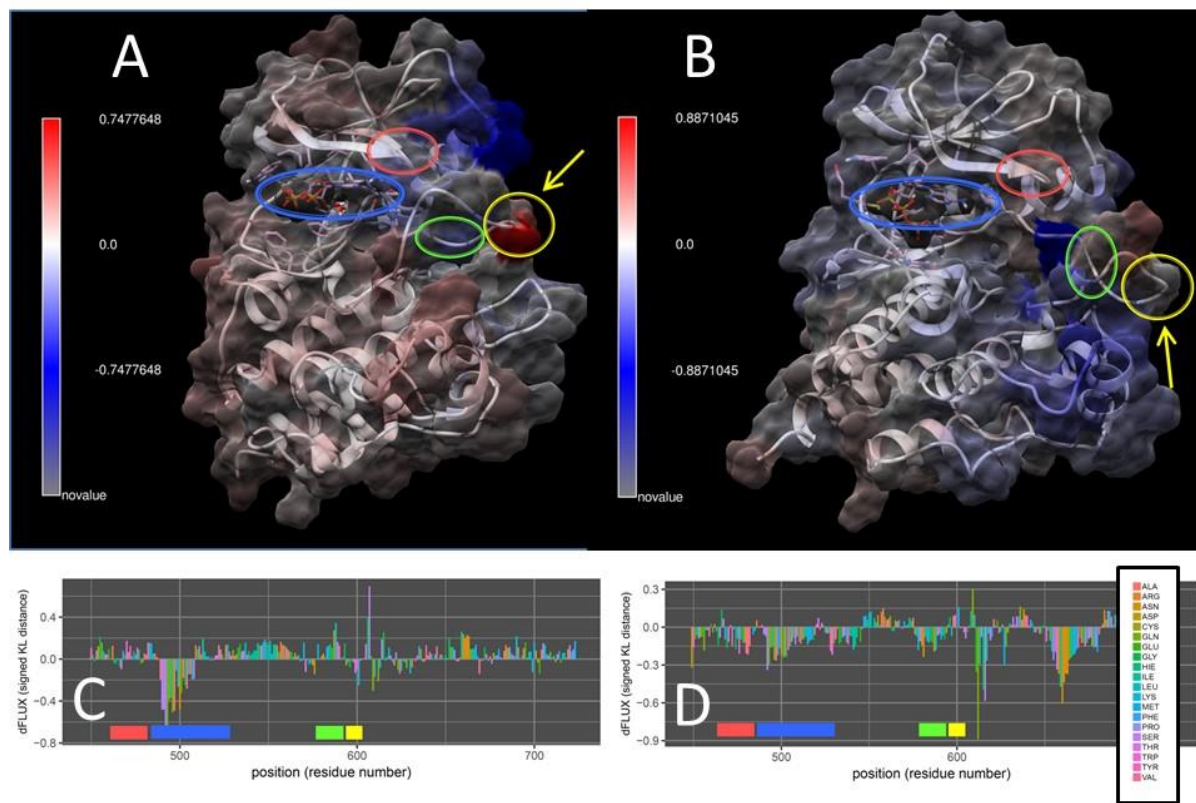 A
B
0.7477648
0.0
-0.7477648
novalue
0.8871045
0.0
-0.8871045
novalue
C
dFLUX (signed KL distance)
0.4
0.0
−0.4
−0.8
500
600
700
position (residue number)
D
dFLUX (signed KL distance)
0.3
0.0
−0.3
−0.6
−0.9
500
600
position (residue number)
ALA
ARG
ASN
ASP
CYS
GLN
GLU
GLY
HIE
ILE
LEU
LYS
MET
PHE
PRO
SER
THR
TRP
TYR
VAL